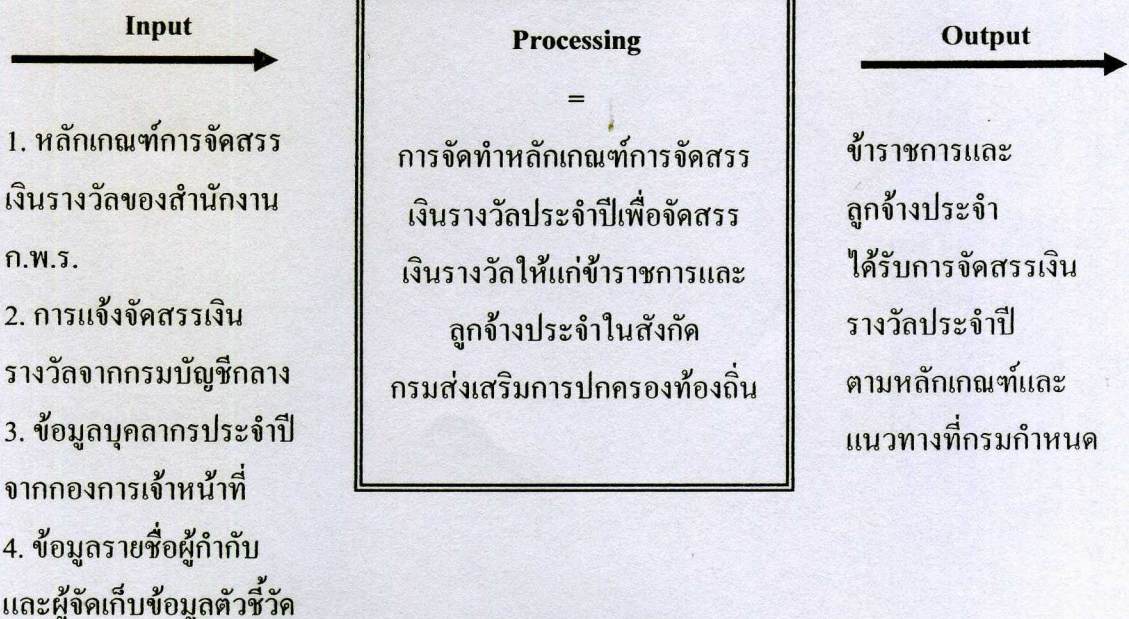 Input
1. หลักเกณฑ์การจัดสรร
เงินรางวัลของสำนักงาน
ก.พ.ร.
2. การแจ้งจัดสรรเงิน
รางวัลจากกรมบัญชีกลาง
3. ข้อมูลบุคลากรประจำปี
จากกองการเจ้าหน้าที่
4. ข้อมูลรายชื่อผู้กำกับ
และผู้จัดเก็บข้อมูลตัวชี้วัด
Processing
=
การจัดทำหลักเกณฑ์การจัดสรร
เงินรางวัลประจำปีเพื่อจัดสรร
เงินรางวัลให้แก่ข้าราชการและ
ลูกจ้างประจำในสังกัด
กรมส่งเสริมการปกครองท้องถิ่น
Output
ข้าราชการและ
ลูกจ้างประจำ
ได้รับการจัดสรรเงิน
รางวัลประจำปี
ตามหลักเกณฑ์และ
แนวทางที่กรมกำหนด